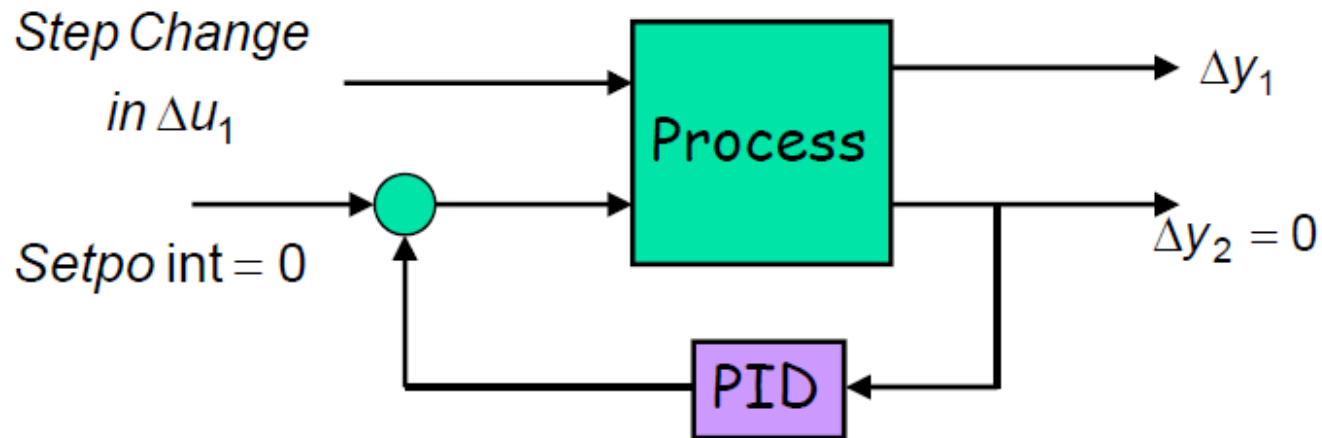 Step Change
in Δu₁
Process
Δy₁
Setpo int = 0
Δy₂ = 0
PID